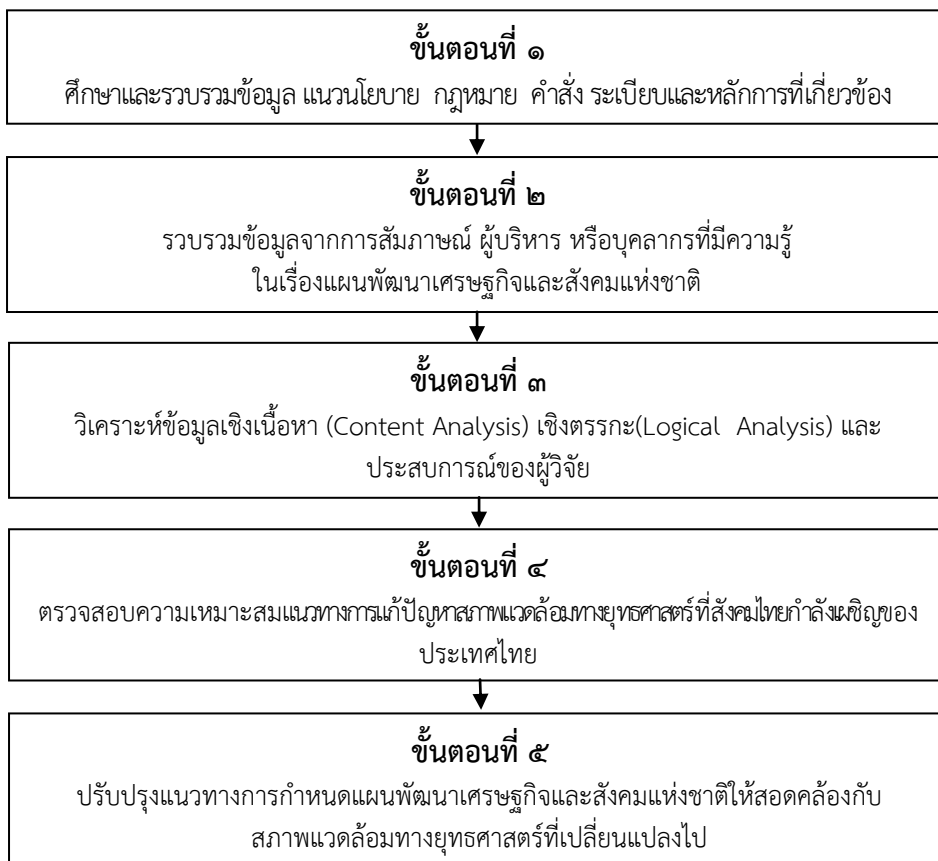 ขั้นตอนที่ ๑
ศึกษาและรวบรวมข้อมูล แนวนโยบาย กฎหมาย คำสั่ง ระเบียบและหลักการที่เกี่ยวข้อง
ขั้นตอนที่ ๒
รวบรวมข้อมูลจากการสัมภาษณ์ ผู้บริหาร หรือบุคลากรที่มีความรู้
ในเรื่องแผนพัฒนาเศรษฐกิจและสังคมแห่งชาติ
ขั้นตอนที่ ๓
วิเคราะห์ข้อมูลเชิงเนื้อหา (Content Analysis) เชิงตรรกะ(Logical Analysis) และ
ประสบการณ์ของผู้วิจัย
ขั้นตอนที่ ๔
ตรวจสอบความเหมาะสมแนวทางการแก้ปัญหาสภาพแวดล้อมทางยุทธศาสตร์ที่สังคมไทยกำลังเผชิญของ
ประเทศไทย
ขั้นตอนที่ ๕
ปรับปรุงแนวทางการกำหนดแผนพัฒนาเศรษฐกิจและสังคมแห่งชาติให้สอดคล้องกับ
สภาพแวดล้อมทางยุทธศาสตร์ที่เปลี่ยนแปลงไป